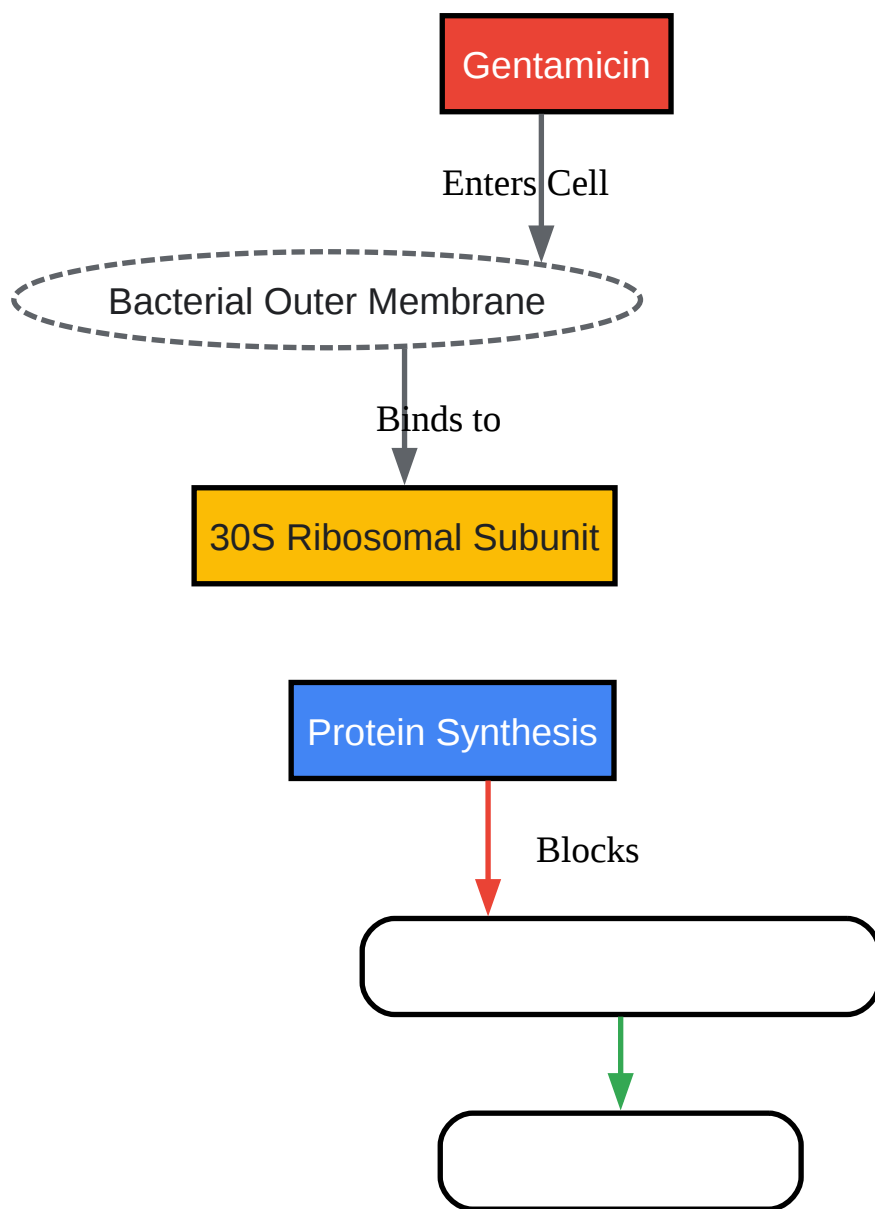 Gentamicin
Enters Cell
Bacterial Outer Membrane
Binds to
30S Ribosomal Subunit
Protein Synthesis
Blocks